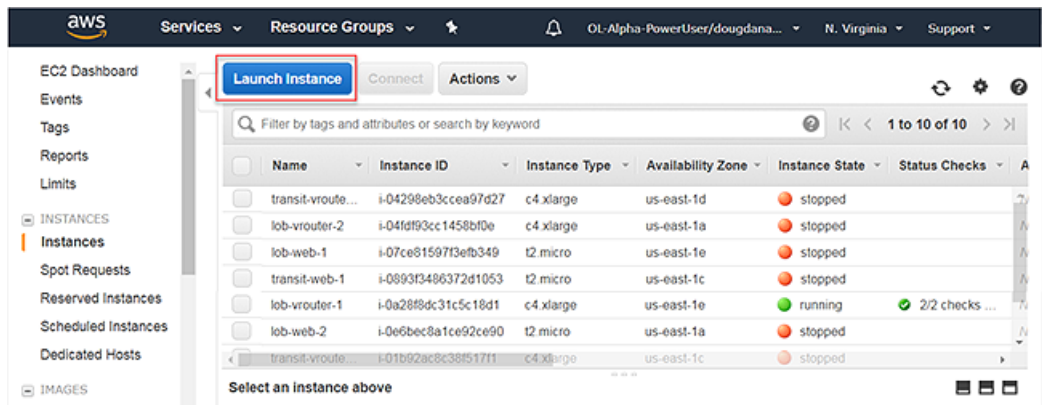 aws Services Resource Groups OL-Alpha-PowerUser/dougdana... N. Virginia Support
EC2 Dashboard
Events
Tags
Reports
Limits
INSTANCES
Instances
Spot Requests
Reserved Instances
Scheduled Instances
Dedicated Hosts
IMAGES
Launch Instance Connect Actions
Filter by tags and attributes or search by keyword 1 to 10 of 10
Name Instance ID Instance Type Availability Zone Instance State Status Checks A
transit-vroute... i-04298eb3ccea97d27 c4.xlarge us-east-1d stopped
lob-vrouter-2 i-04fdf93cc1458bf0e c4.xlarge us-east-1a stopped
lob-web-1 i-07ce81597f3efb349 t2.micro us-east-1c stopped
transit-web-1 i-0893f3486372d1053 t2.micro us-east-1c stopped
lob-vrouter-1 i-0a28f8dc31c5c18d1 c4.xlarge us-east-1e running 2/2 checks ...
lob-web-2 i-0e6bec8a1ce92ce90 t2.micro us-east-1a stopped
transit-vroute... i-01b92ac8c38f517f1 c4.xlarge us-east-1c stopped
Select an instance above